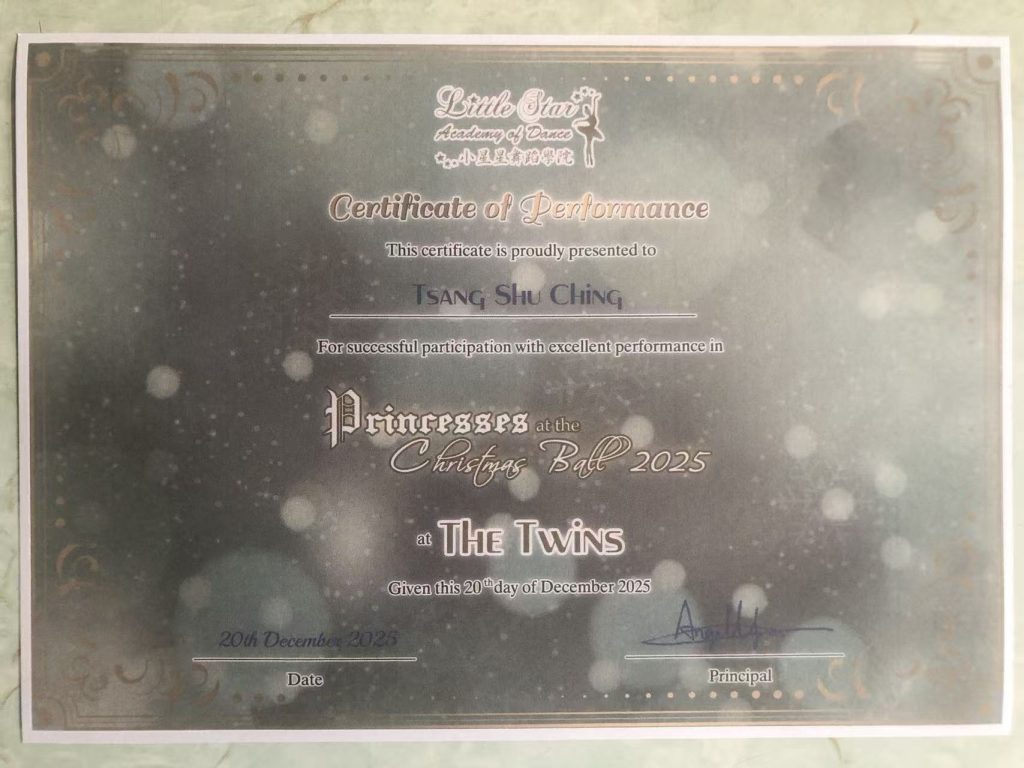 Little Star
Academy of Dance
小星星舞蹈學院
Certificate of Performance
This certificate is proudly presented to
Tsang Shu Ching
For successful participation with excellent performance in
Princesses at the
Christmas Ball 2025
at The Twins
Given this 20th day of December 2025
20th December 2025
Date
Principal